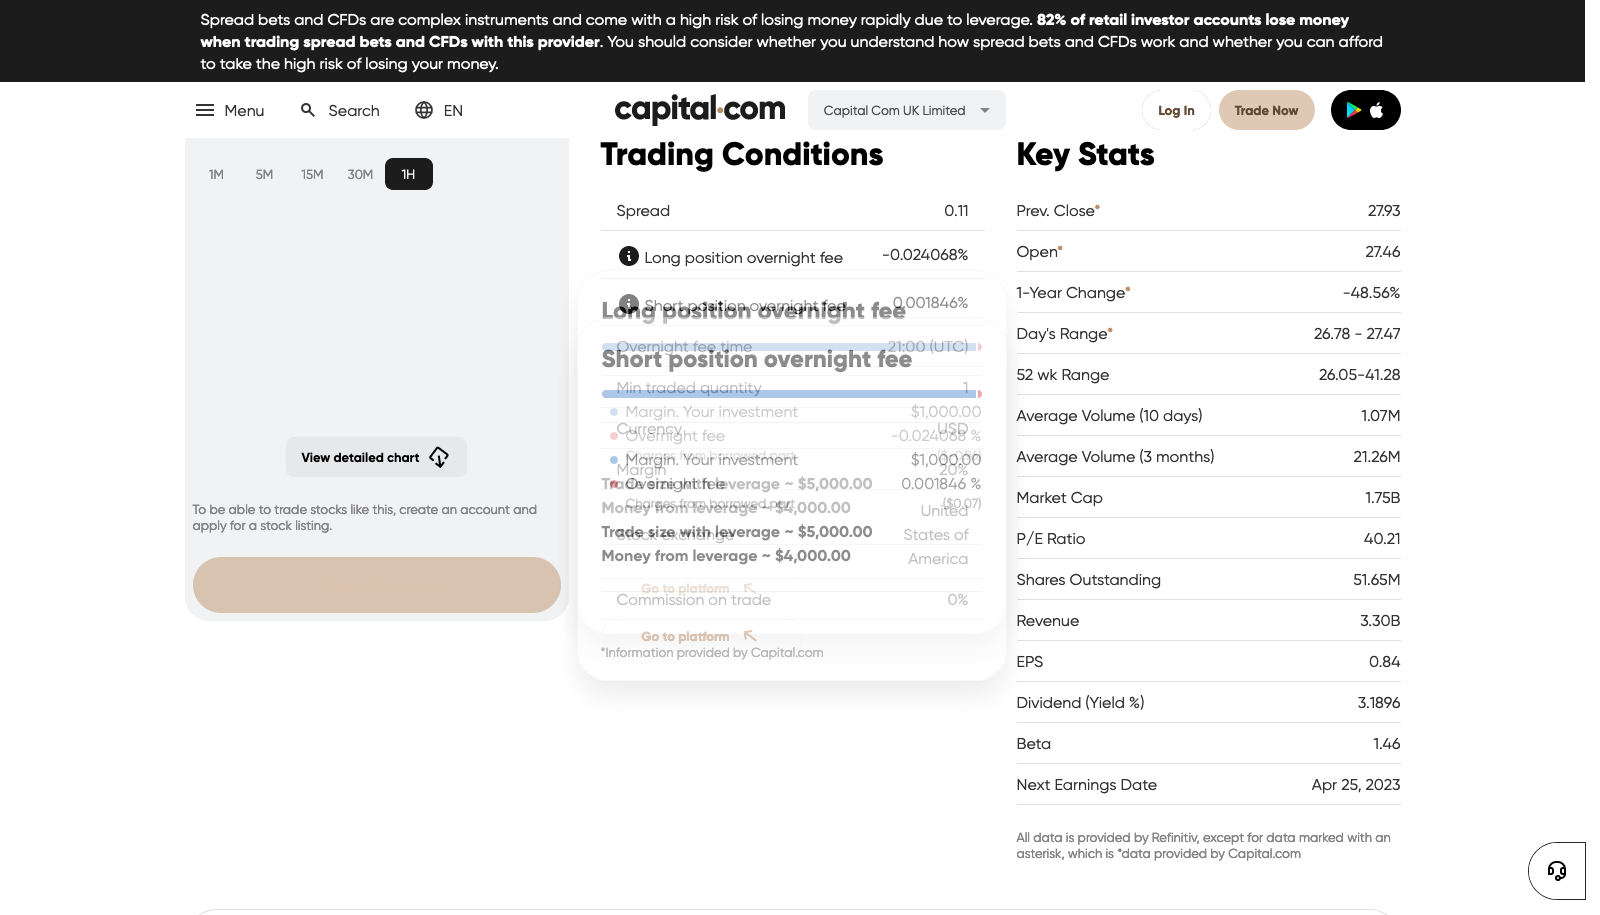 Spread bets and CFDs are complex instruments and come with a high risk of losing money rapidly due to leverage. 82% of retail investor accounts lose money
when trading spread bets and CFDs with this provider. You should consider whether you understand how spread bets and CFDs work and whether you can afford
to take the high risk of losing your money.
Menu
Search
EN
capital.com
Capital Com UK Limited
Log In
Trade Now
1M 5M 15M 30M 1H
View detailed chart
To be able to trade stocks like this, create an account and
apply for a stock listing.
Trading Conditions
Spread 0.11
Long position overnight fee -0.024068%
Short position overnight fee 0.001846%
Long position overnight fee
Overnight fee time 21:00 (UTC)
Short position overnight fee
Min traded quantity 1
Margin. Your investment $1,000.00
Currency USD
Overnight fee -0.024068 %
Charges from borrowed part
Margin. Your investment $1,000.00
Margin 20%
Trade size with leverage ~ $5,000.00
Overnight fee 0.001846 %
Charges from borrowed part ($0.07)
Money from leverage ~ $4,000.00
United
Trade size with leverage ~ $5,000.00
Stock exchange States of
Money from leverage ~ $4,000.00
America
Go to platform
Commission on trade 0%
Go to platform
*Information provided by Capital.com
Key Stats
Prev. Close* 27.93
Open* 27.46
1-Year Change* -48.56%
Day's Range* 26.78 - 27.47
52 wk Range 26.05-41.28
Average Volume (10 days) 1.07M
Average Volume (3 months) 21.26M
Market Cap 1.75B
P/E Ratio 40.21
Shares Outstanding 51.65M
Revenue 3.30B
EPS 0.84
Dividend (Yield %) 3.1896
Beta 1.46
Next Earnings Date Apr 25, 2023
All data is provided by Refinitiv, except for data marked with an
asterisk, which is *data provided by Capital.com